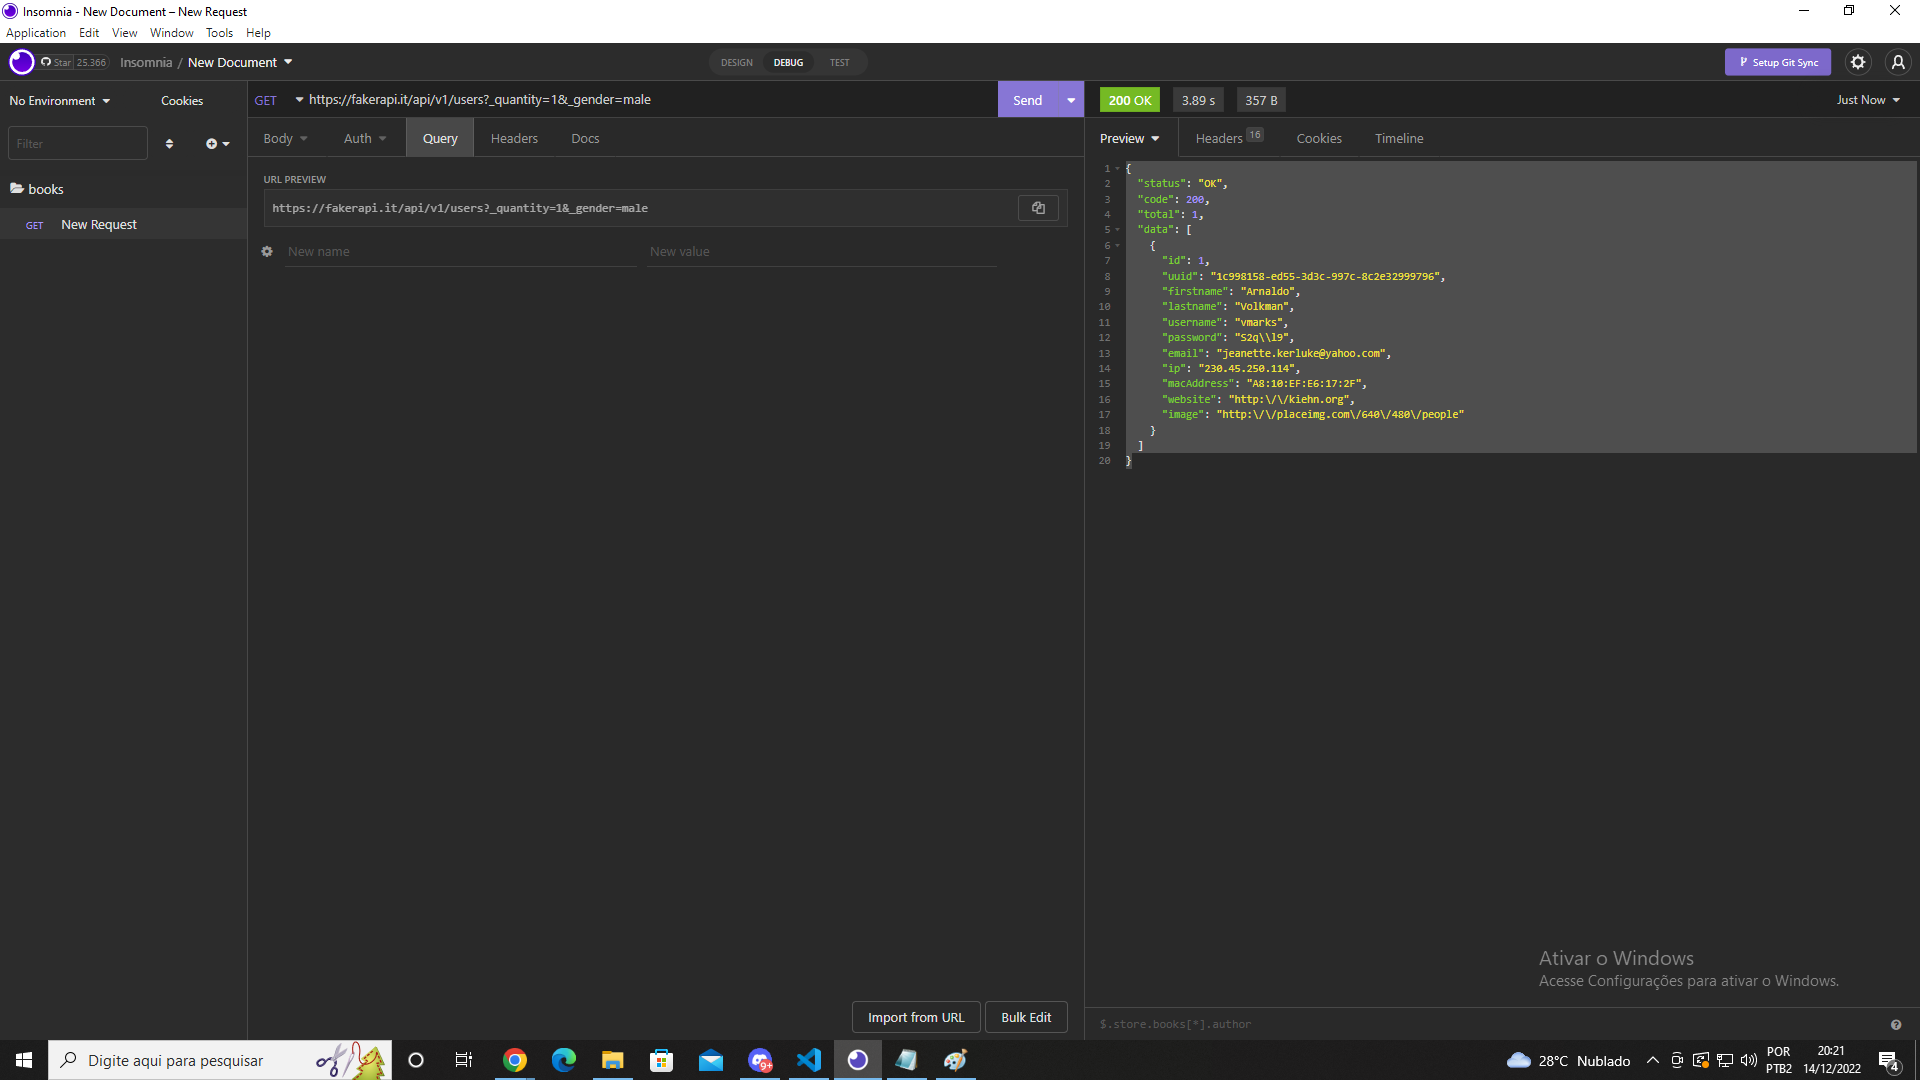 Insomnia - New Document – New Request
Application Edit View Window Tools Help
Star 25.366 Insomnia / New Document DESIGN DEBUG TEST Setup Git Sync
No Environment Cookies
Filter
books
GET New Request
GET https://fakerapi.it/api/v1/users?_quantity=1&_gender=male Send
Body Auth Query Headers Docs
URL PREVIEW
https://fakerapi.it/api/v1/users?_quantity=1&_gender=male
New name New value
Import from URL Bulk Edit
200 OK 3.89 s 357 B Just Now
Preview Headers 16 Cookies Timeline
1 {
2 "status": "OK",
3 "code": 200,
4 "total": 1,
5 "data": [
6 {
7 "id": 1,
8 "uuid": "1c998158-ed55-3d3c-997c-8c2e32999796",
9 "firstname": "Arnaldo",
10 "lastname": "Volkman",
11 "username": "vmarks",
12 "password": "S2q\\l9",
13 "email": "jeanette.kerluke@yahoo.com",
14 "ip": "230.45.250.114",
15 "macAddress": "A8:10:EF:E6:17:2F",
16 "website": "http:\/\/kiehn.org",
17 "image": "http:\/\/placeimg.com\/640\/480\/people"
18 }
19 ]
20 }
Ativar o Windows
Acesse Configurações para ativar o Windows.
$.store.books[*].author
Digite aqui para pesquisar
9+
28°C Nublado
POR
PTB2
20:21
14/12/2022
4